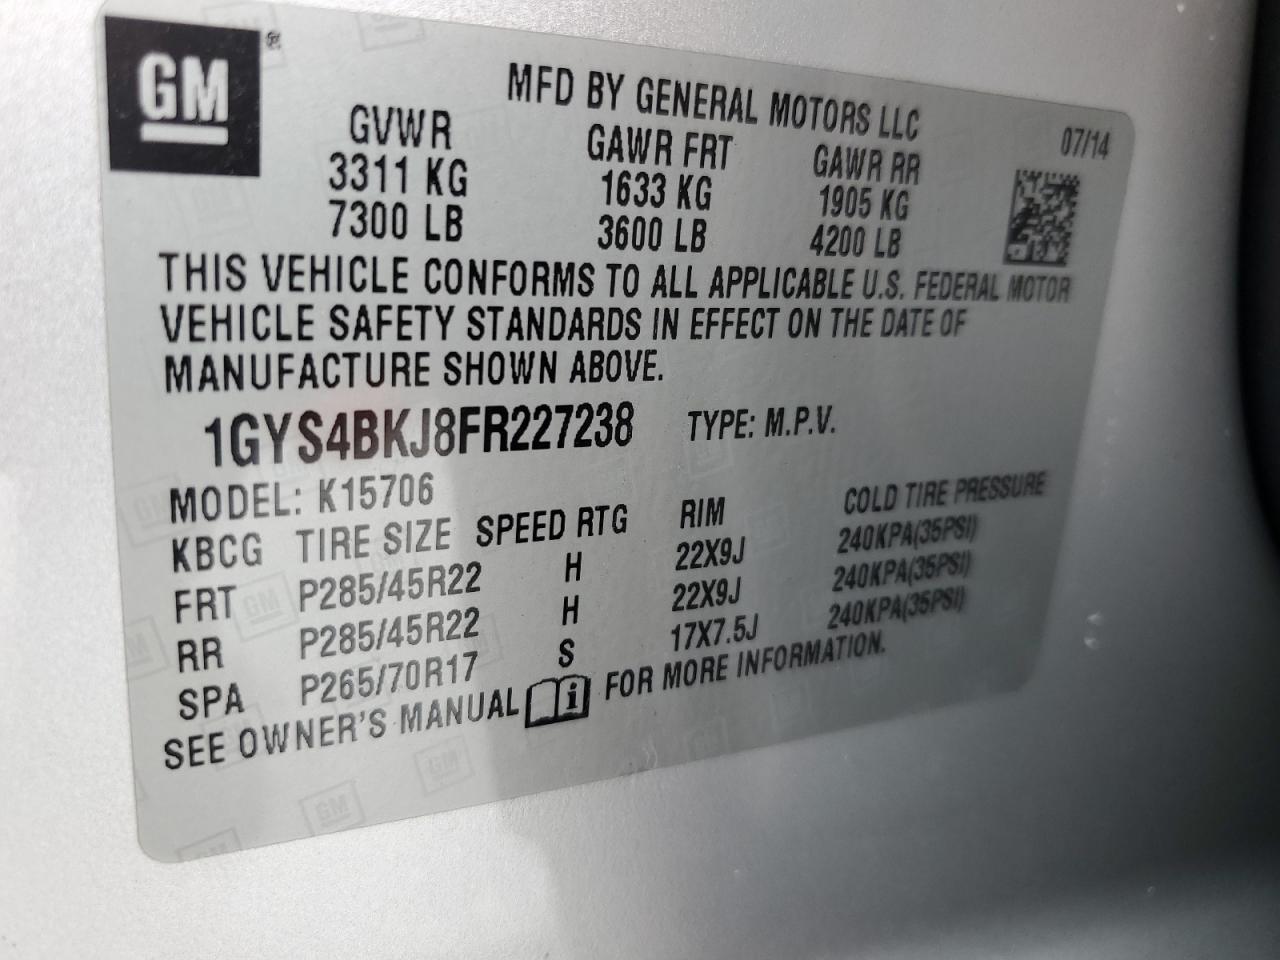 GM ®
MFD BY GENERAL MOTORS LLC
07/14
GVWR GAWR FRT GAWR RR
3311 KG 1633 KG 1905 KG
7300 LB 3600 LB 4200 LB
THIS VEHICLE CONFORMS TO ALL APPLICABLE U.S. FEDERAL MOTOR
VEHICLE SAFETY STANDARDS IN EFFECT ON THE DATE OF
MANUFACTURE SHOWN ABOVE.
1GYS4BKJ8FR227238 TYPE: M.P.V.
MODEL: K15706
KBCG TIRE SIZE SPEED RTG RIM COLD TIRE PRESSURE
FRT P285/45R22 H 22X9J 240KPA(35PSI)
RR P285/45R22 H 22X9J 240KPA(35PSI)
SPA P265/70R17 S 17X7.5J 240KPA(35PSI)
SEE OWNER'S MANUAL i FOR MORE INFORMATION.